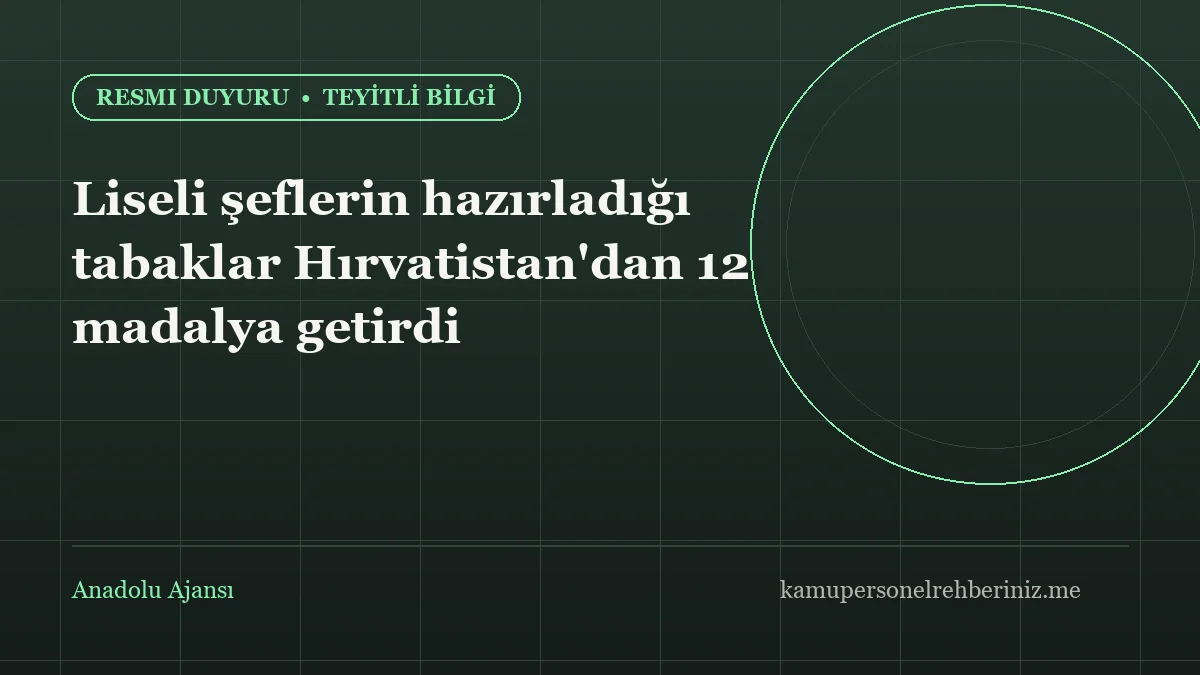 RESMI DUYURU • TEYİTLİ BİLGİ
Liseli şeflerin hazırladığı
tabaklar Hırvatistan'dan 12
madalya getirdi
Anadolu Ajansı
kamupersonelrehberiniz.me